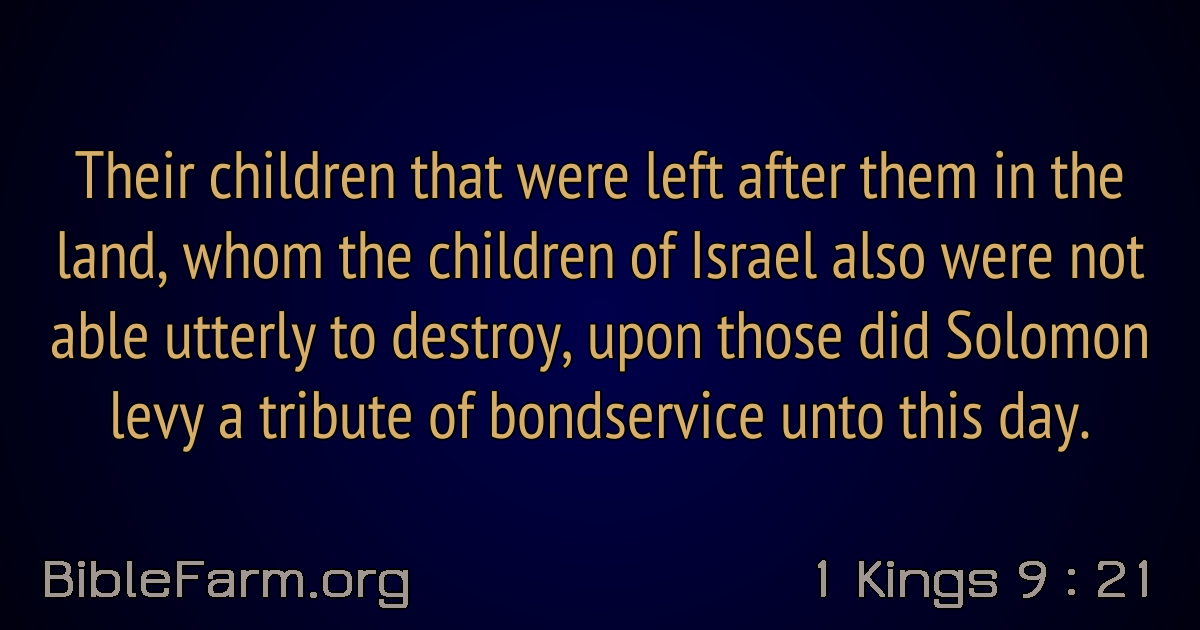 Their children that were left after them in the
land, whom the children of Israel also were not
able utterly to destroy, upon those did Solomon
levy a tribute of bondservice unto this day.
BibleFarm.org
1 Kings 9 : 21